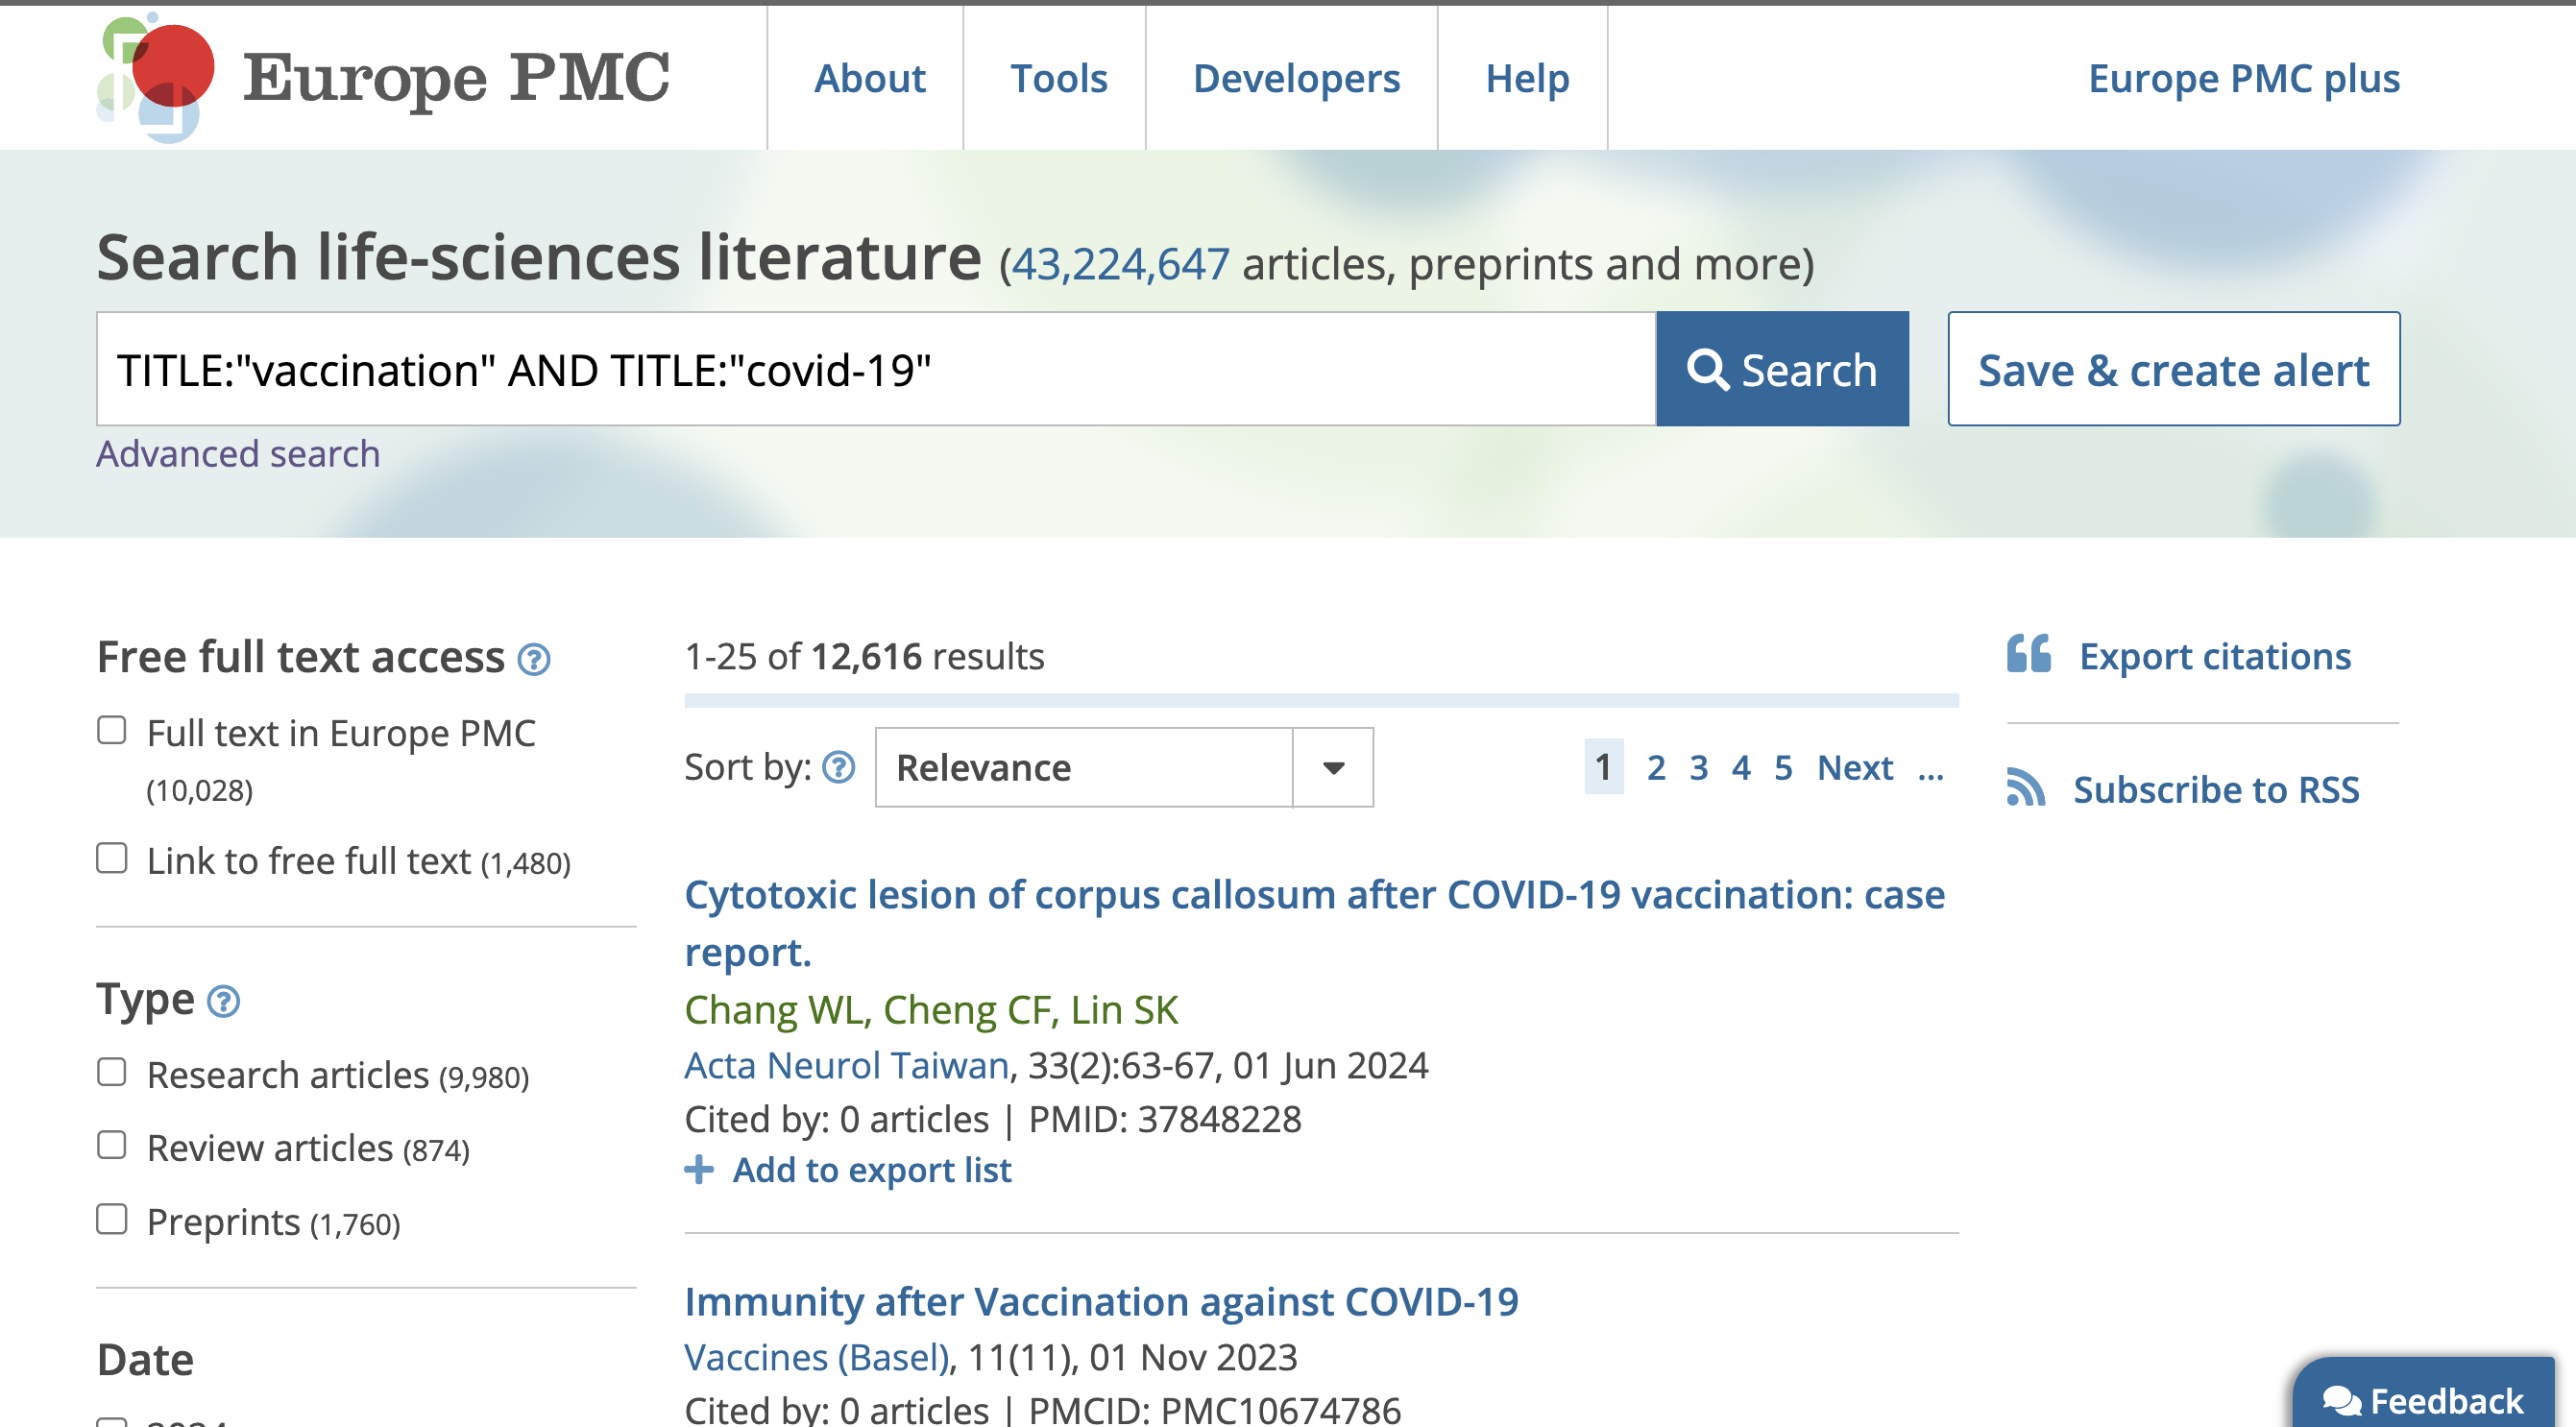 Europe PMC
About
Tools
Developers
Help
Europe PMC plus
Search life-sciences literature (43,224,647 articles, preprints and more)
TITLE:"vaccination" AND TITLE:"covid-19"
Search
Save & create alert
Advanced search
Free full text access ?
Full text in Europe PMC
(10,028)
Link to free full text (1,480)
Type ?
Research articles (9,980)
Review articles (874)
Preprints (1,760)
Date
1-25 of 12,616 results
Sort by: ? Relevance
1 2 3 4 5 Next ...
Cytotoxic lesion of corpus callosum after COVID-19 vaccination: case
report.
Chang WL, Cheng CF, Lin SK
Acta Neurol Taiwan, 33(2):63-67, 01 Jun 2024
Cited by: 0 articles | PMID: 37848228
+ Add to export list
Immunity after Vaccination against COVID-19
Vaccines (Basel), 11(11), 01 Nov 2023
Cited by: 0 articles | PMCID: PMC10674786
Export citations
Subscribe to RSS
Feedback